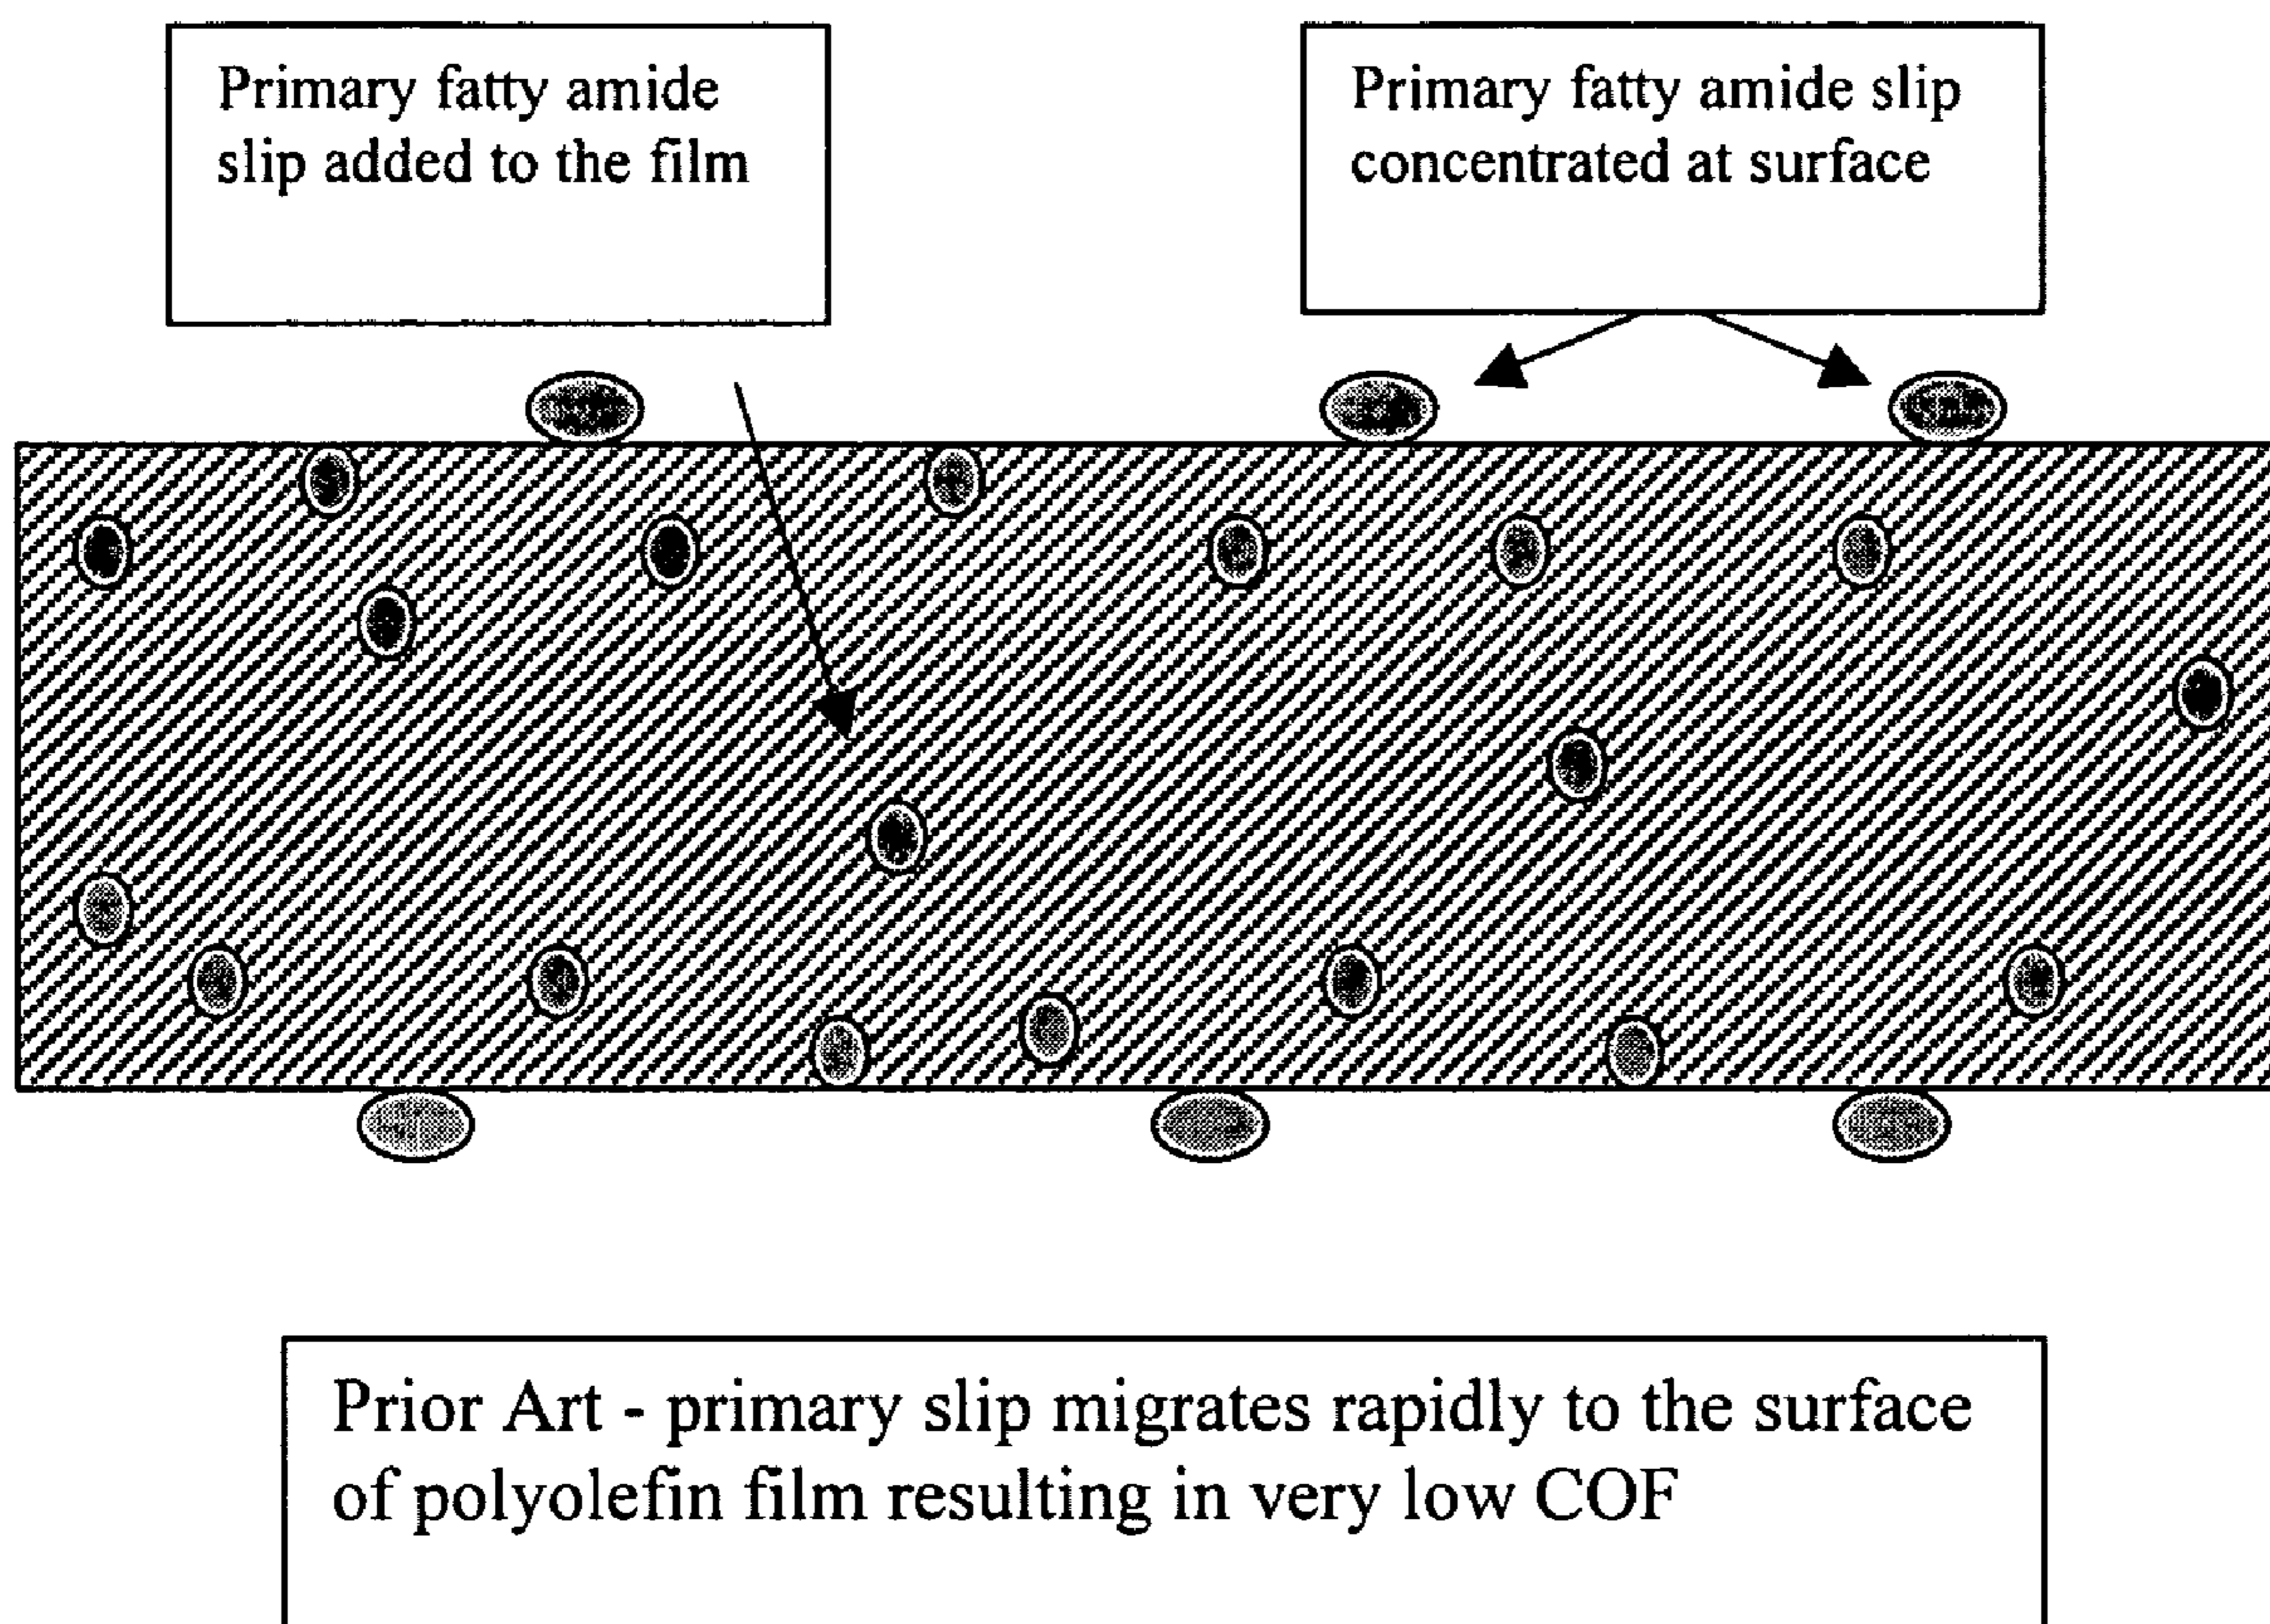 Primary fatty amide
slip added to the film
Primary fatty amide slip
concentrated at surface
Prior Art - primary slip migrates rapidly to the surface
of polyolefin film resulting in very low COF